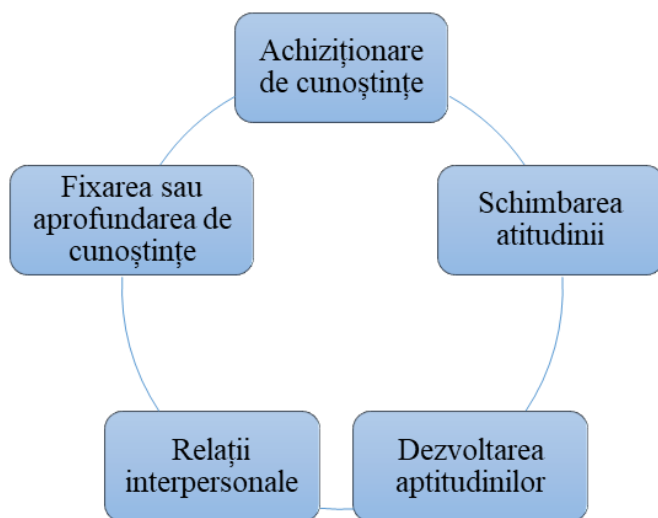 Achiziționare
de cunoștințe
Schimbarea
atitudinii
Dezvoltarea
aptitudinilor
Relații
interpersonale
Fixarea sau
aprofundarea de
cunoștințe